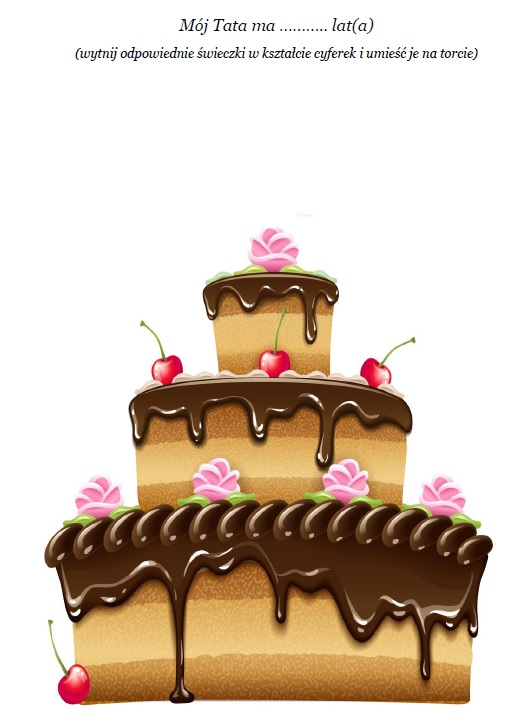 Mój Tata ma ……….. lat(a)
(wytnij odpowiednie świeczki w kształcie cyferek i umieść je na torcie)